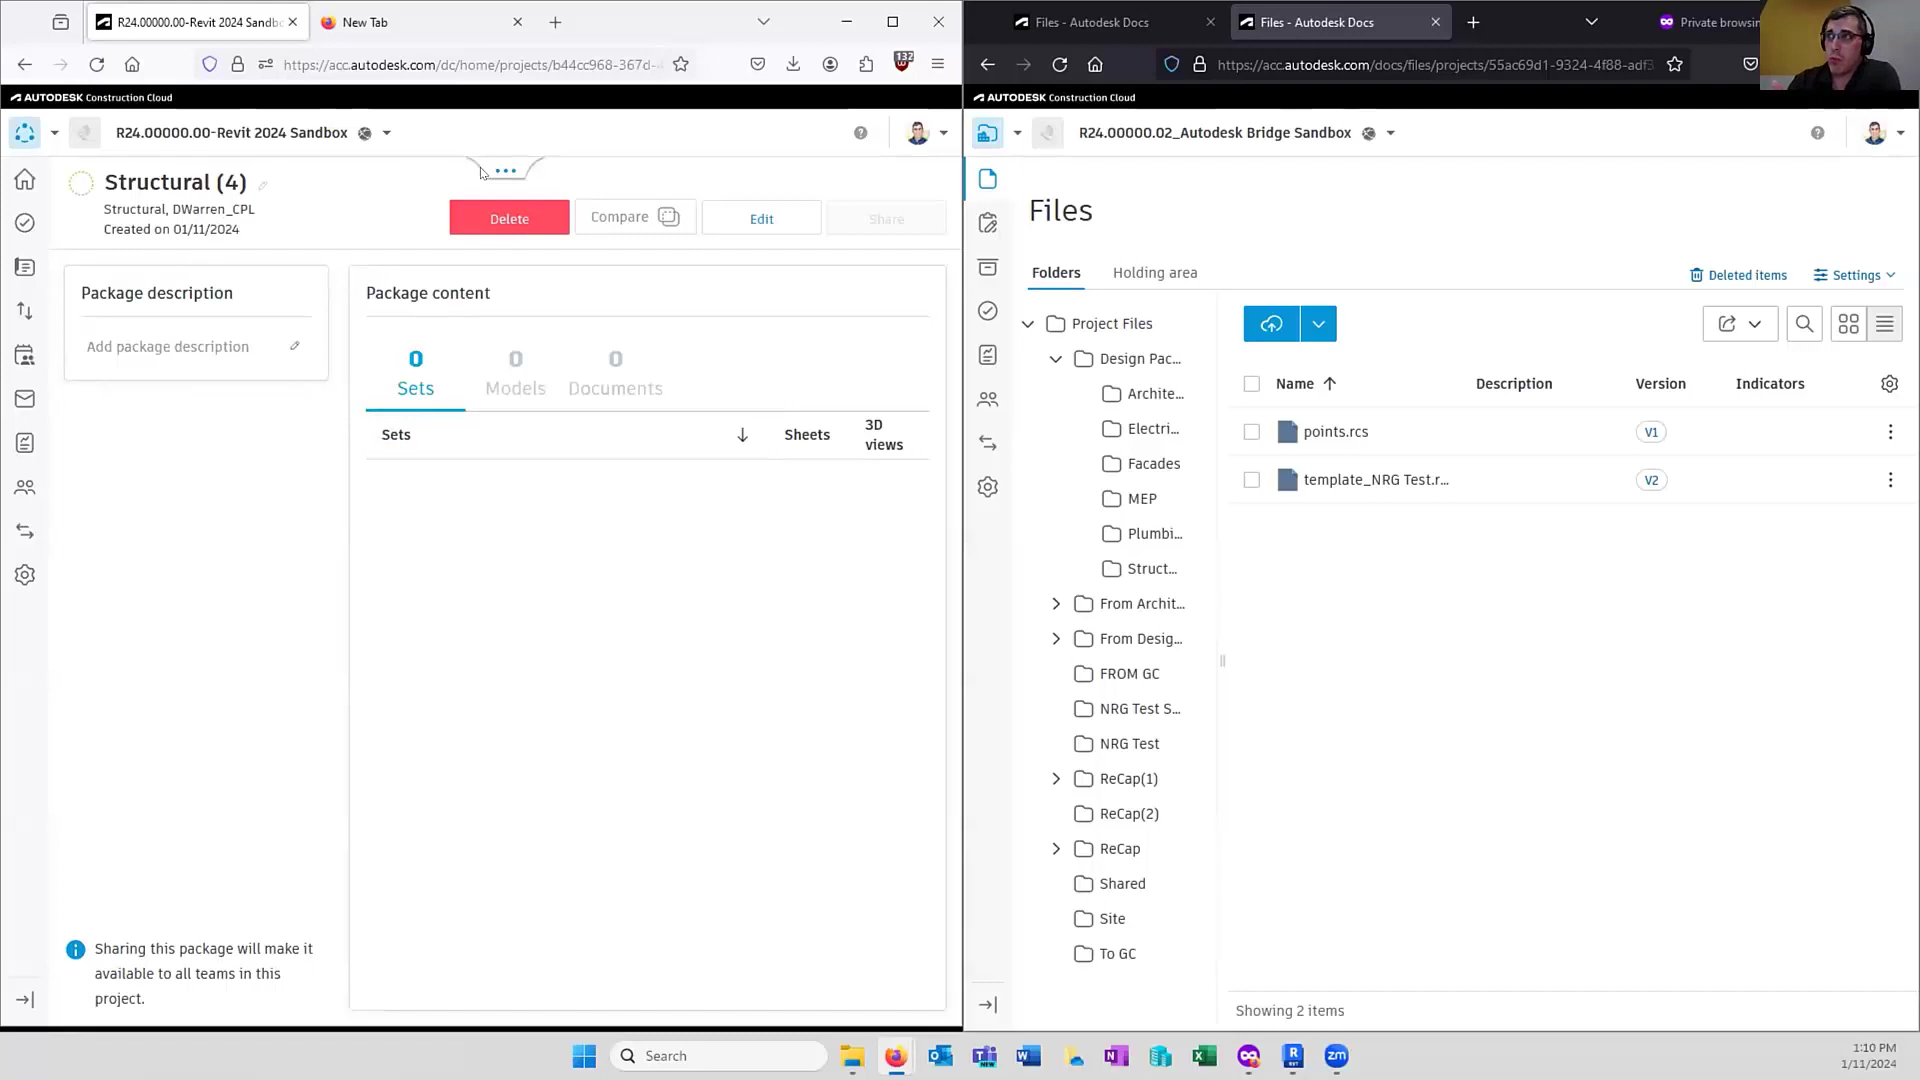 R24.00000.00-Revit 2024 Sandbo
New Tab
Files - Autodesk Docs
Files - Autodesk Docs
Private browsin
https://acc.autodesk.com/dc/home/projects/b44cc968-367d-4
132
https://acc.autodesk.com/docs/files/projects/55ac69d1-9324-4f88-adf3
AUTODESK Construction Cloud
AUTODESK Construction Cloud
R24.00000.00-Revit 2024 Sandbox
R24.00000.02_Autodesk Bridge Sandbox
Structural (4)
Structural, DWarren_CPL
Created on 01/11/2024
Delete
Compare
Edit
Share
Package description
Add package description
Package content
0
Sets
0
Models
0
Documents
Sets
Sheets
3D
views
Sharing this package will make it
available to all teams in this
project.
Files
Folders
Holding area
Deleted items
Settings
Project Files
Design Pac...
Archite...
Electri...
Facades
MEP
Plumbi...
Struct...
From Archit...
From Desig...
FROM GC
NRG Test S...
NRG Test
ReCap(1)
ReCap(2)
ReCap
Shared
Site
To GC
Name
Description
Version
Indicators
points.rcs
V1
template_NRG Test.r...
V2
Showing 2 items
Search
1:10 PM
1/11/2024